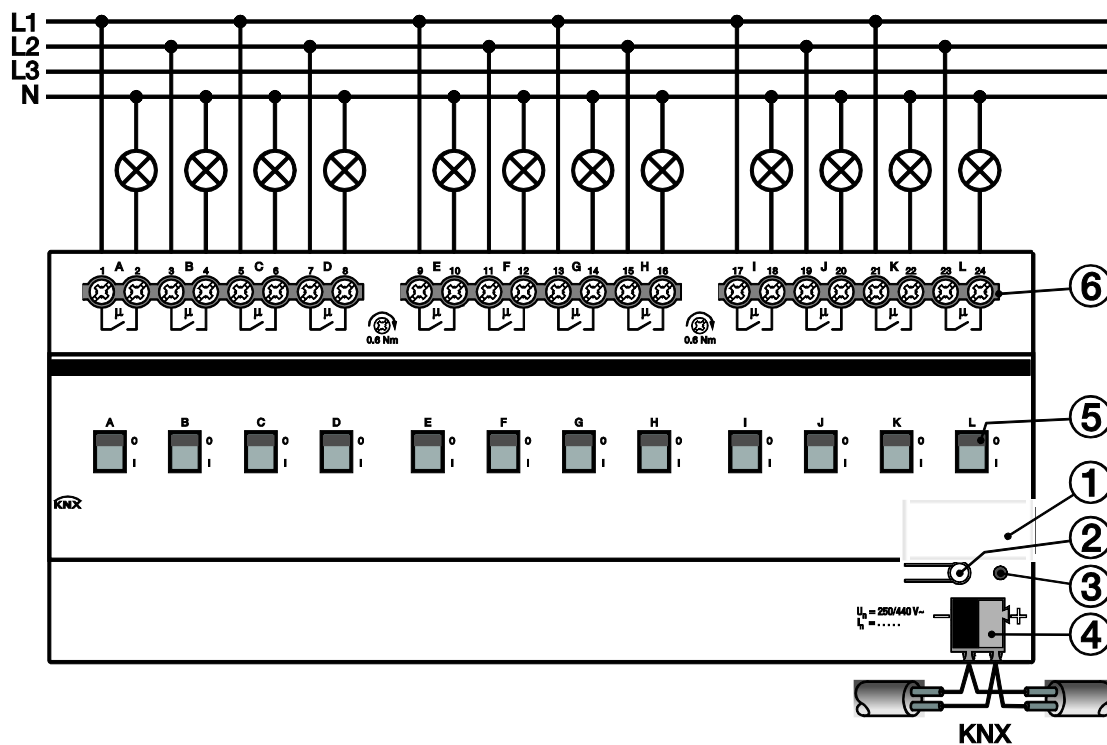 L1
L2
L3
N
1 A 2 3 B 4 5 C 6 7 D 8 9 E 10 11 F 12 13 G 14 15 H 16 17 I 18 19 J 20 21 K 22 23 L 24
6
µ µ µ µ µ µ µ µ µ µ µ µ
0.6 Nm 0.6 Nm
A B C D E F G H I J K L
5
O O O O O O O O O O O O
I I I I I I I I I I I I
KNX
1
2
3
Un = 250/440 V~
In = .....
− +
4
KNX